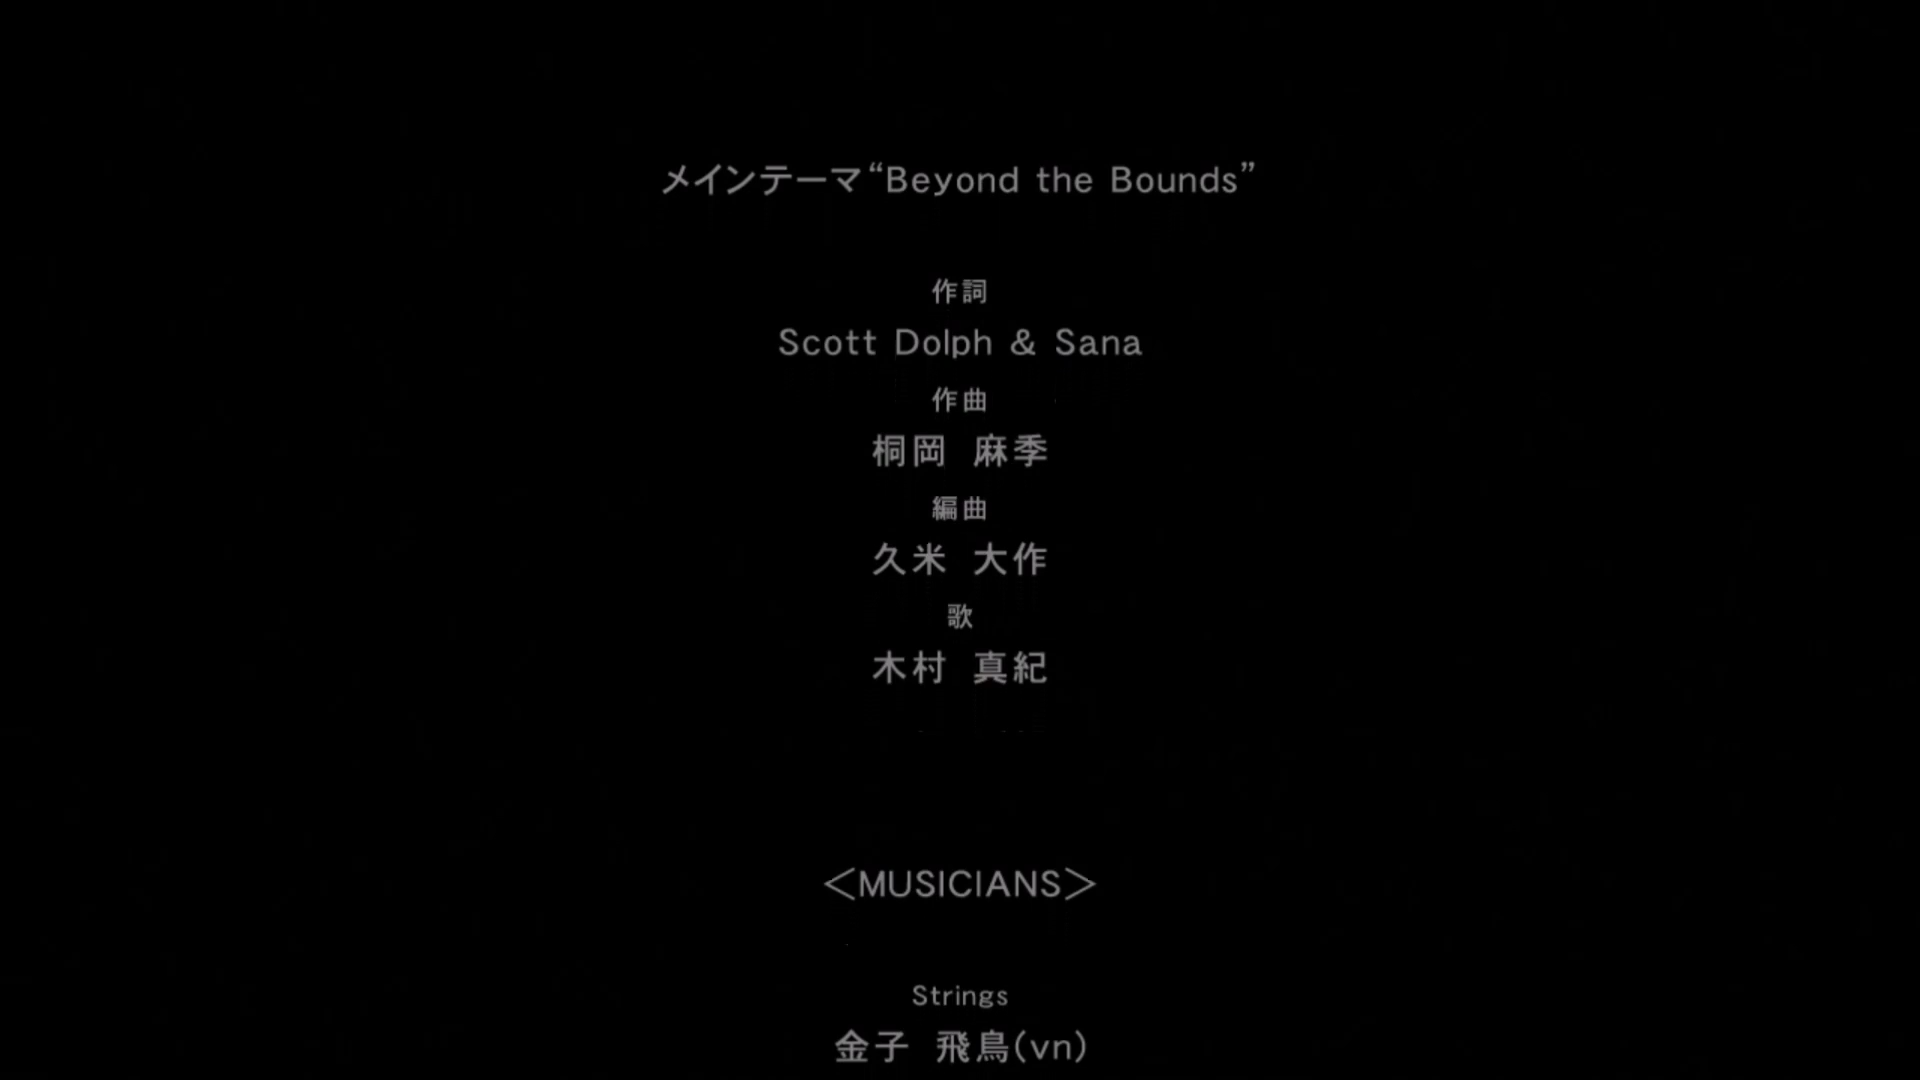 メインテーマ“Beyond the Bounds”
作詞
Scott Dolph & Sana
作曲
桐岡 麻季
編曲
久米 大作
歌
木村 真紀
＜MUSICIANS＞
Strings
金子 飛鳥(vn)